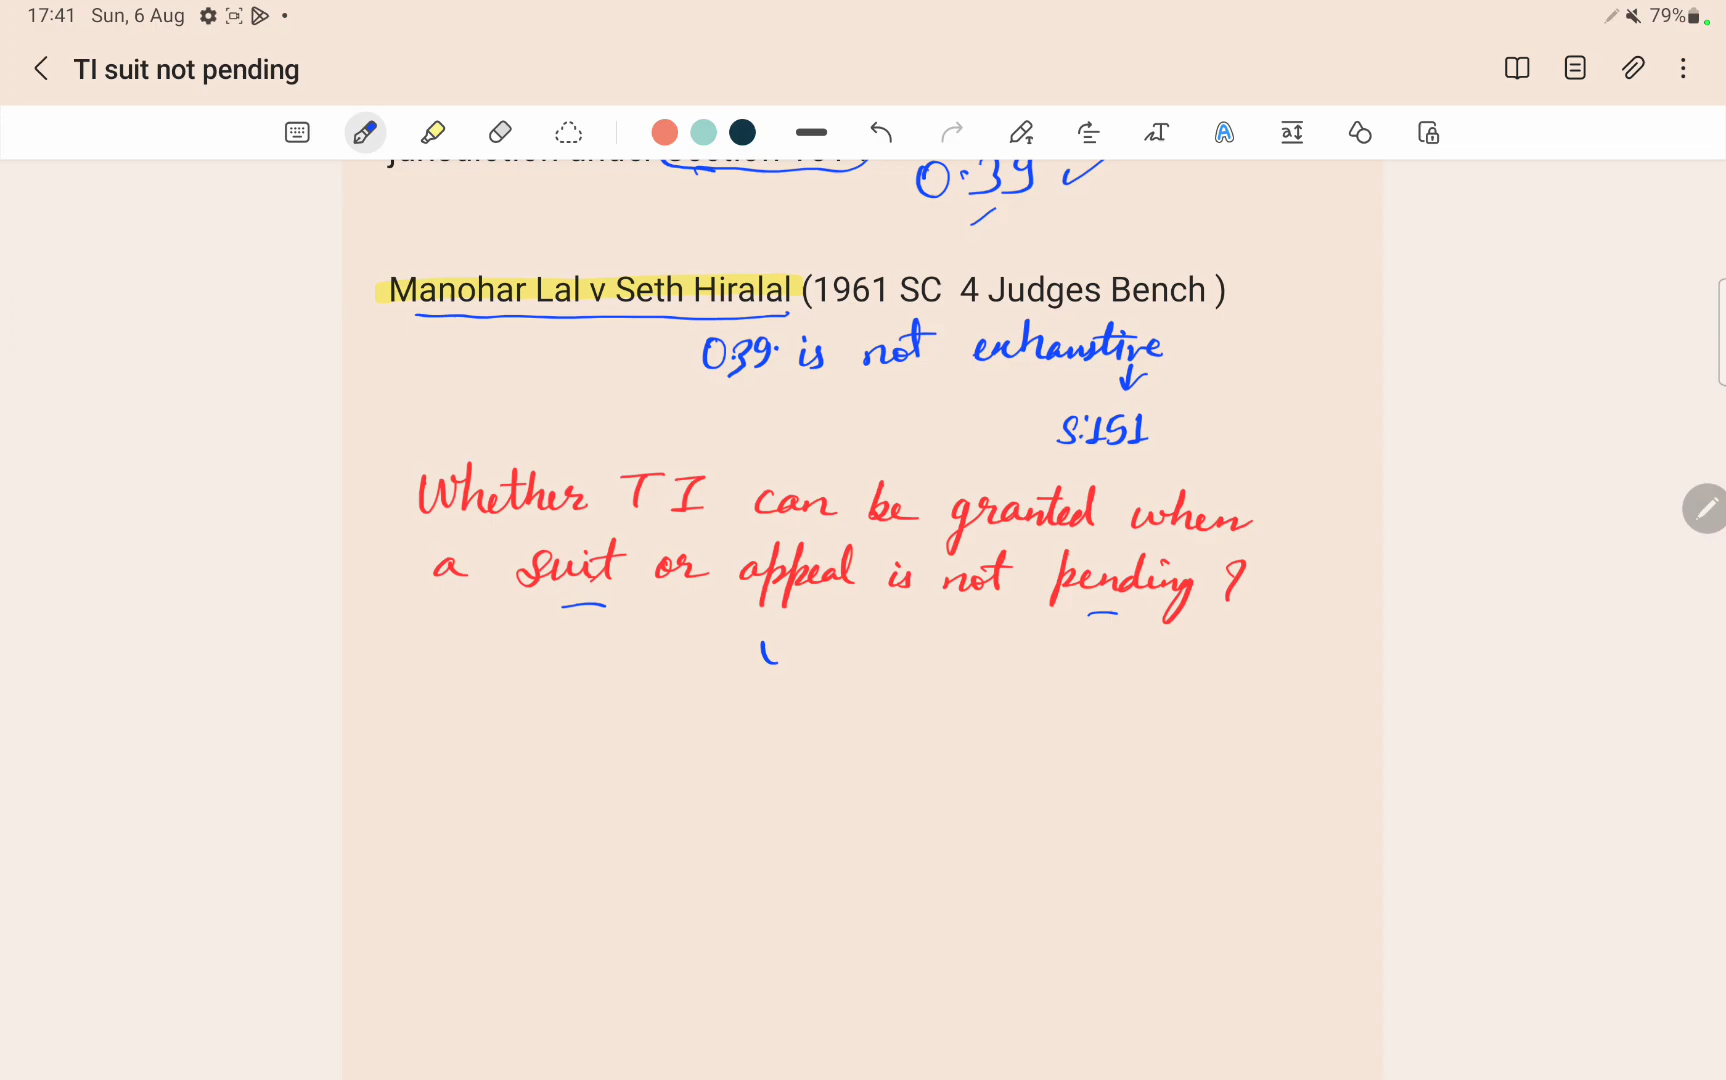 17:41 Sun, 6 Aug
79%
TI suit not pending
0.39
Manohar Lal v Seth Hiralal (1961 SC 4 Judges Bench )
0.39. is not exhaustive
S.151
Whether TI can be granted when
a suit or appeal is not pending ?